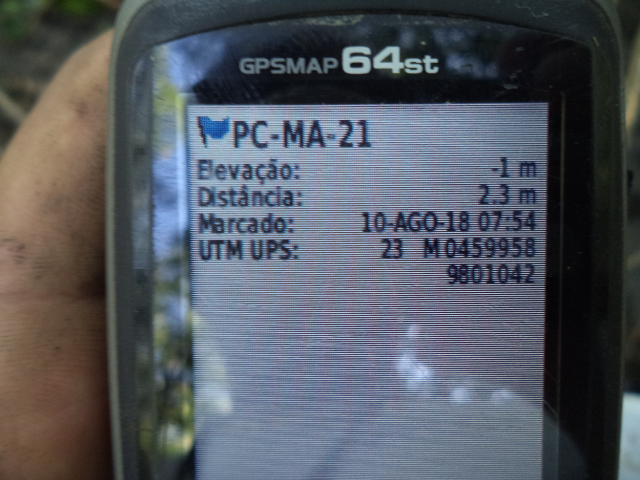 GPSMAP 64st
PC-MA-21
Elevação: -1 m
Distância: 2.3 m
Marcado: 10-AGO-18 07:54
UTM UPS: 23 M 0459958
9801042